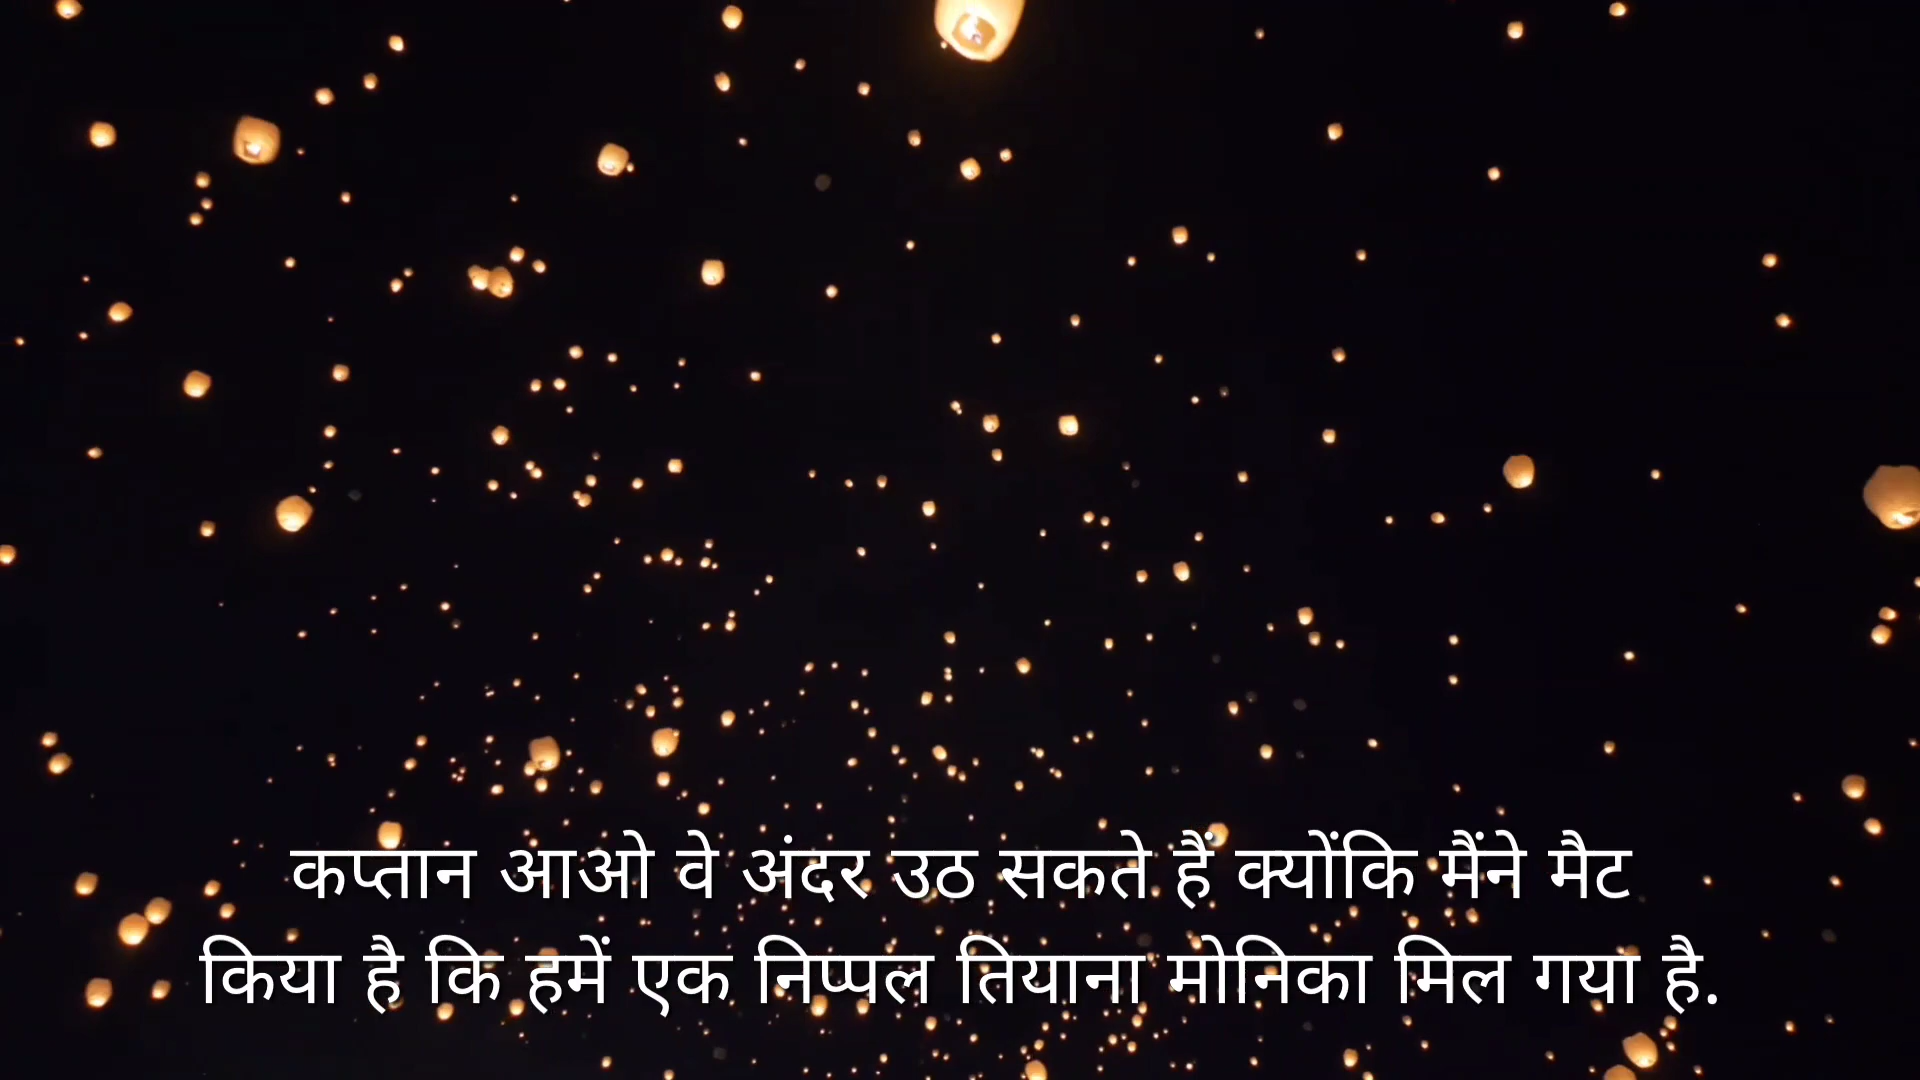 कप्तान आओ वे अंदर उठ सकते हैं क्योंकि मैंने मैट
किया है कि हमें एक निप्पल तियाना मोनिका मिल गया है.